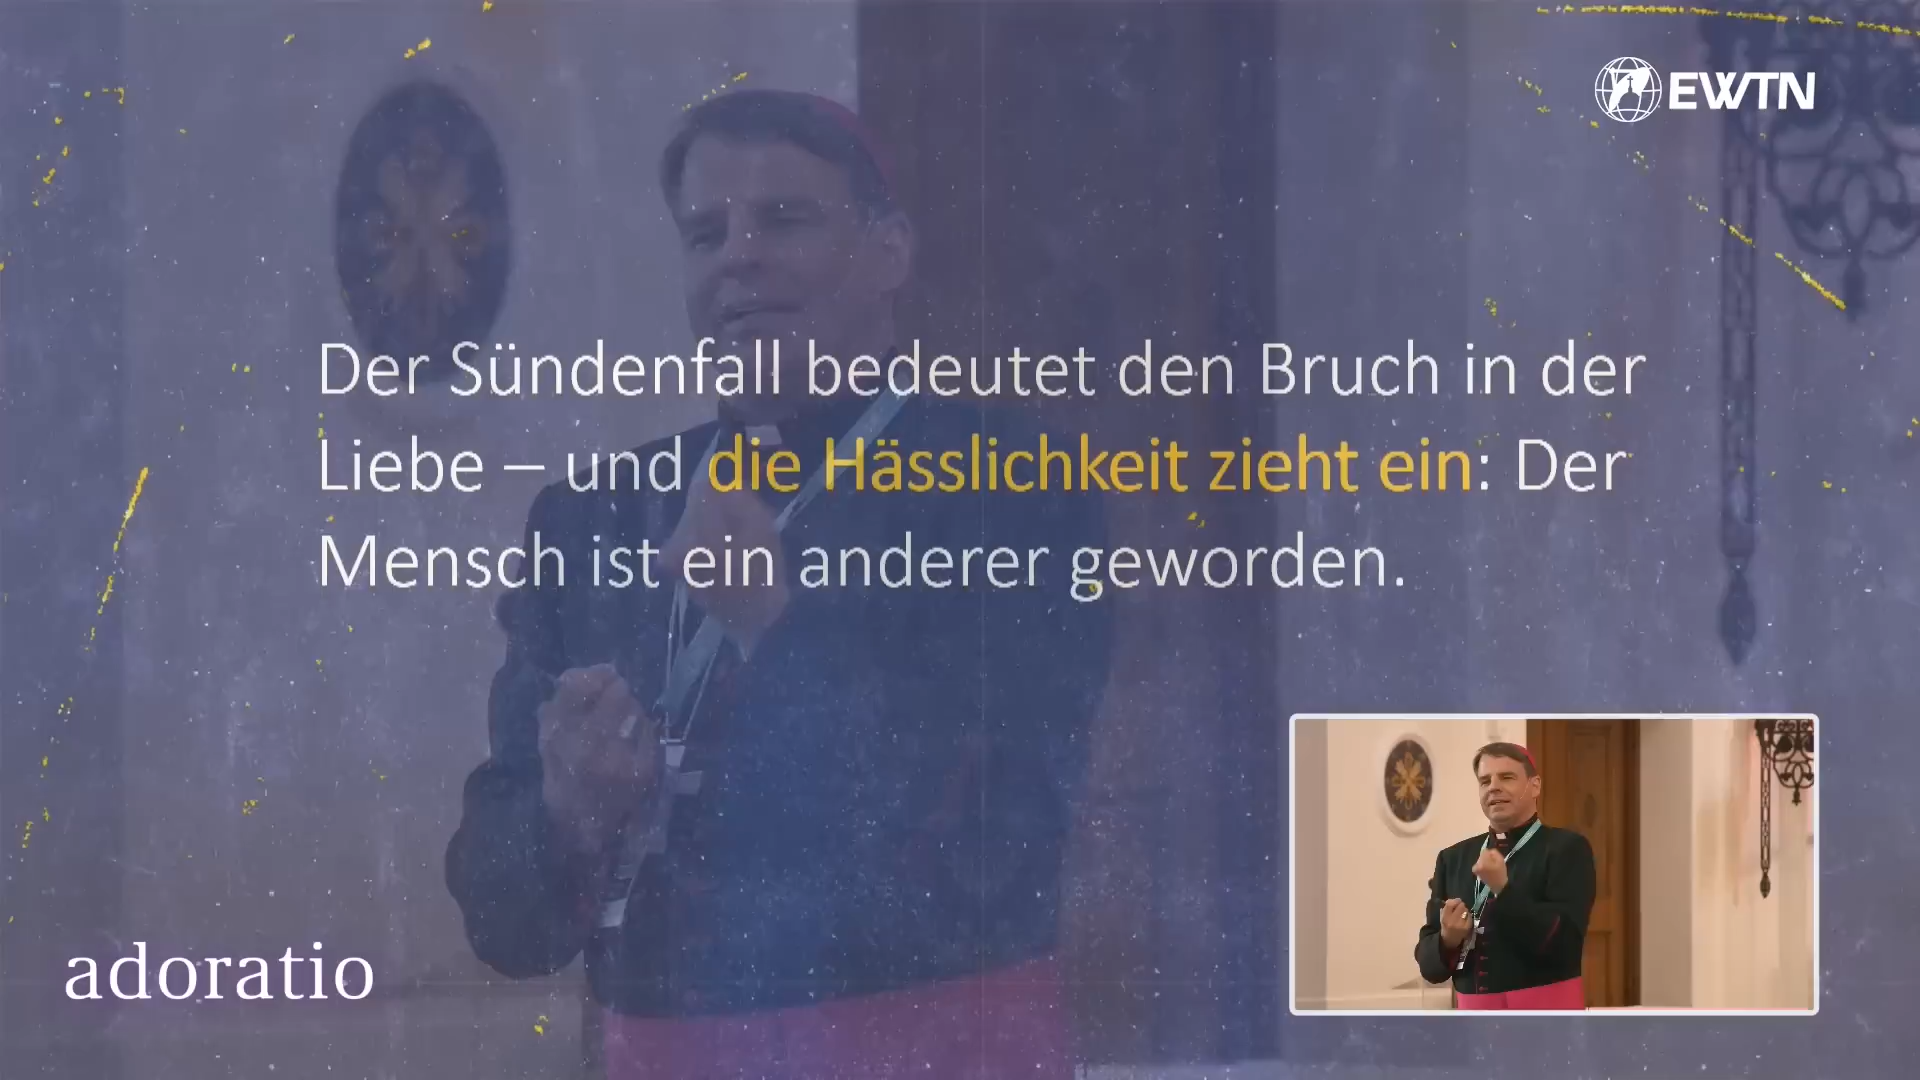 EWTN
Der Sündenfall bedeutet den Bruch in der
Liebe – und die Hässlichkeit zieht ein: Der
Mensch ist ein anderer geworden.
adoratio